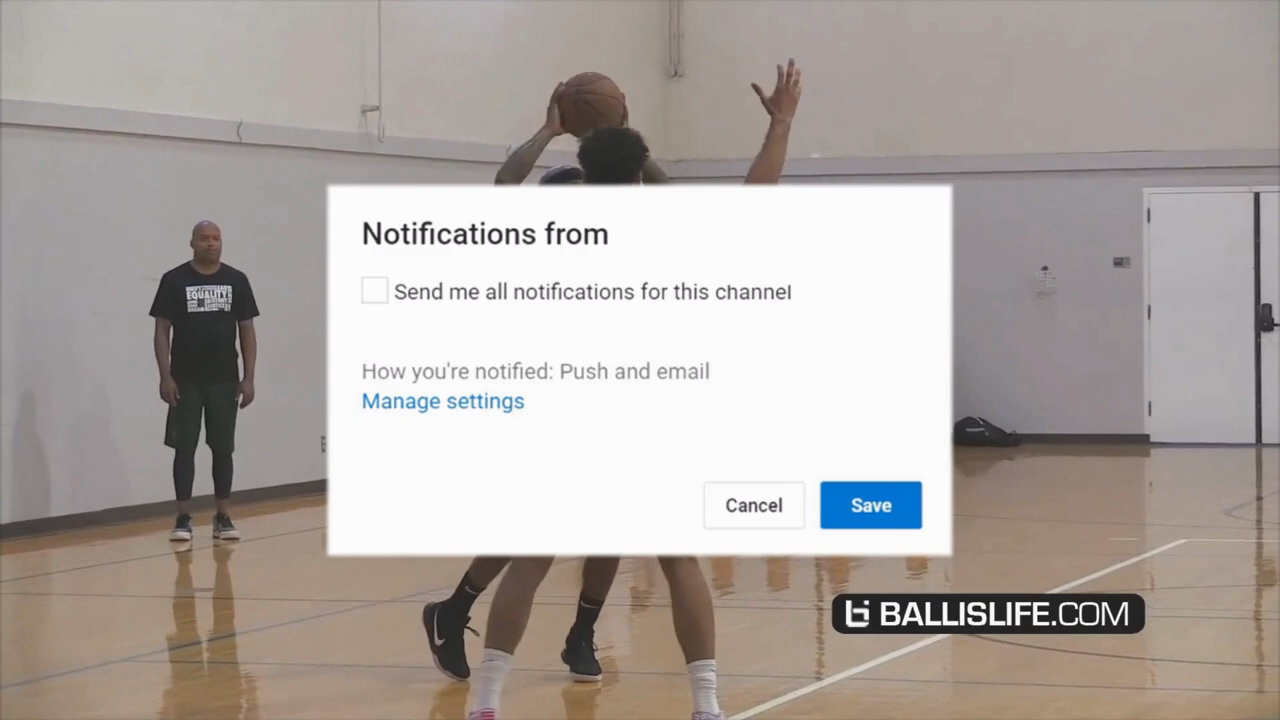 Notifications from
Send me all notifications for this channel
How you're notified: Push and email
Manage settings
Cancel
Save
EQUALITY
BALLISLIFE.COM